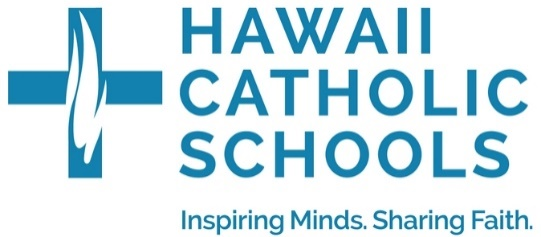 HAWAII
CATHOLIC
SCHOOLS
Inspiring Minds. Sharing Faith.